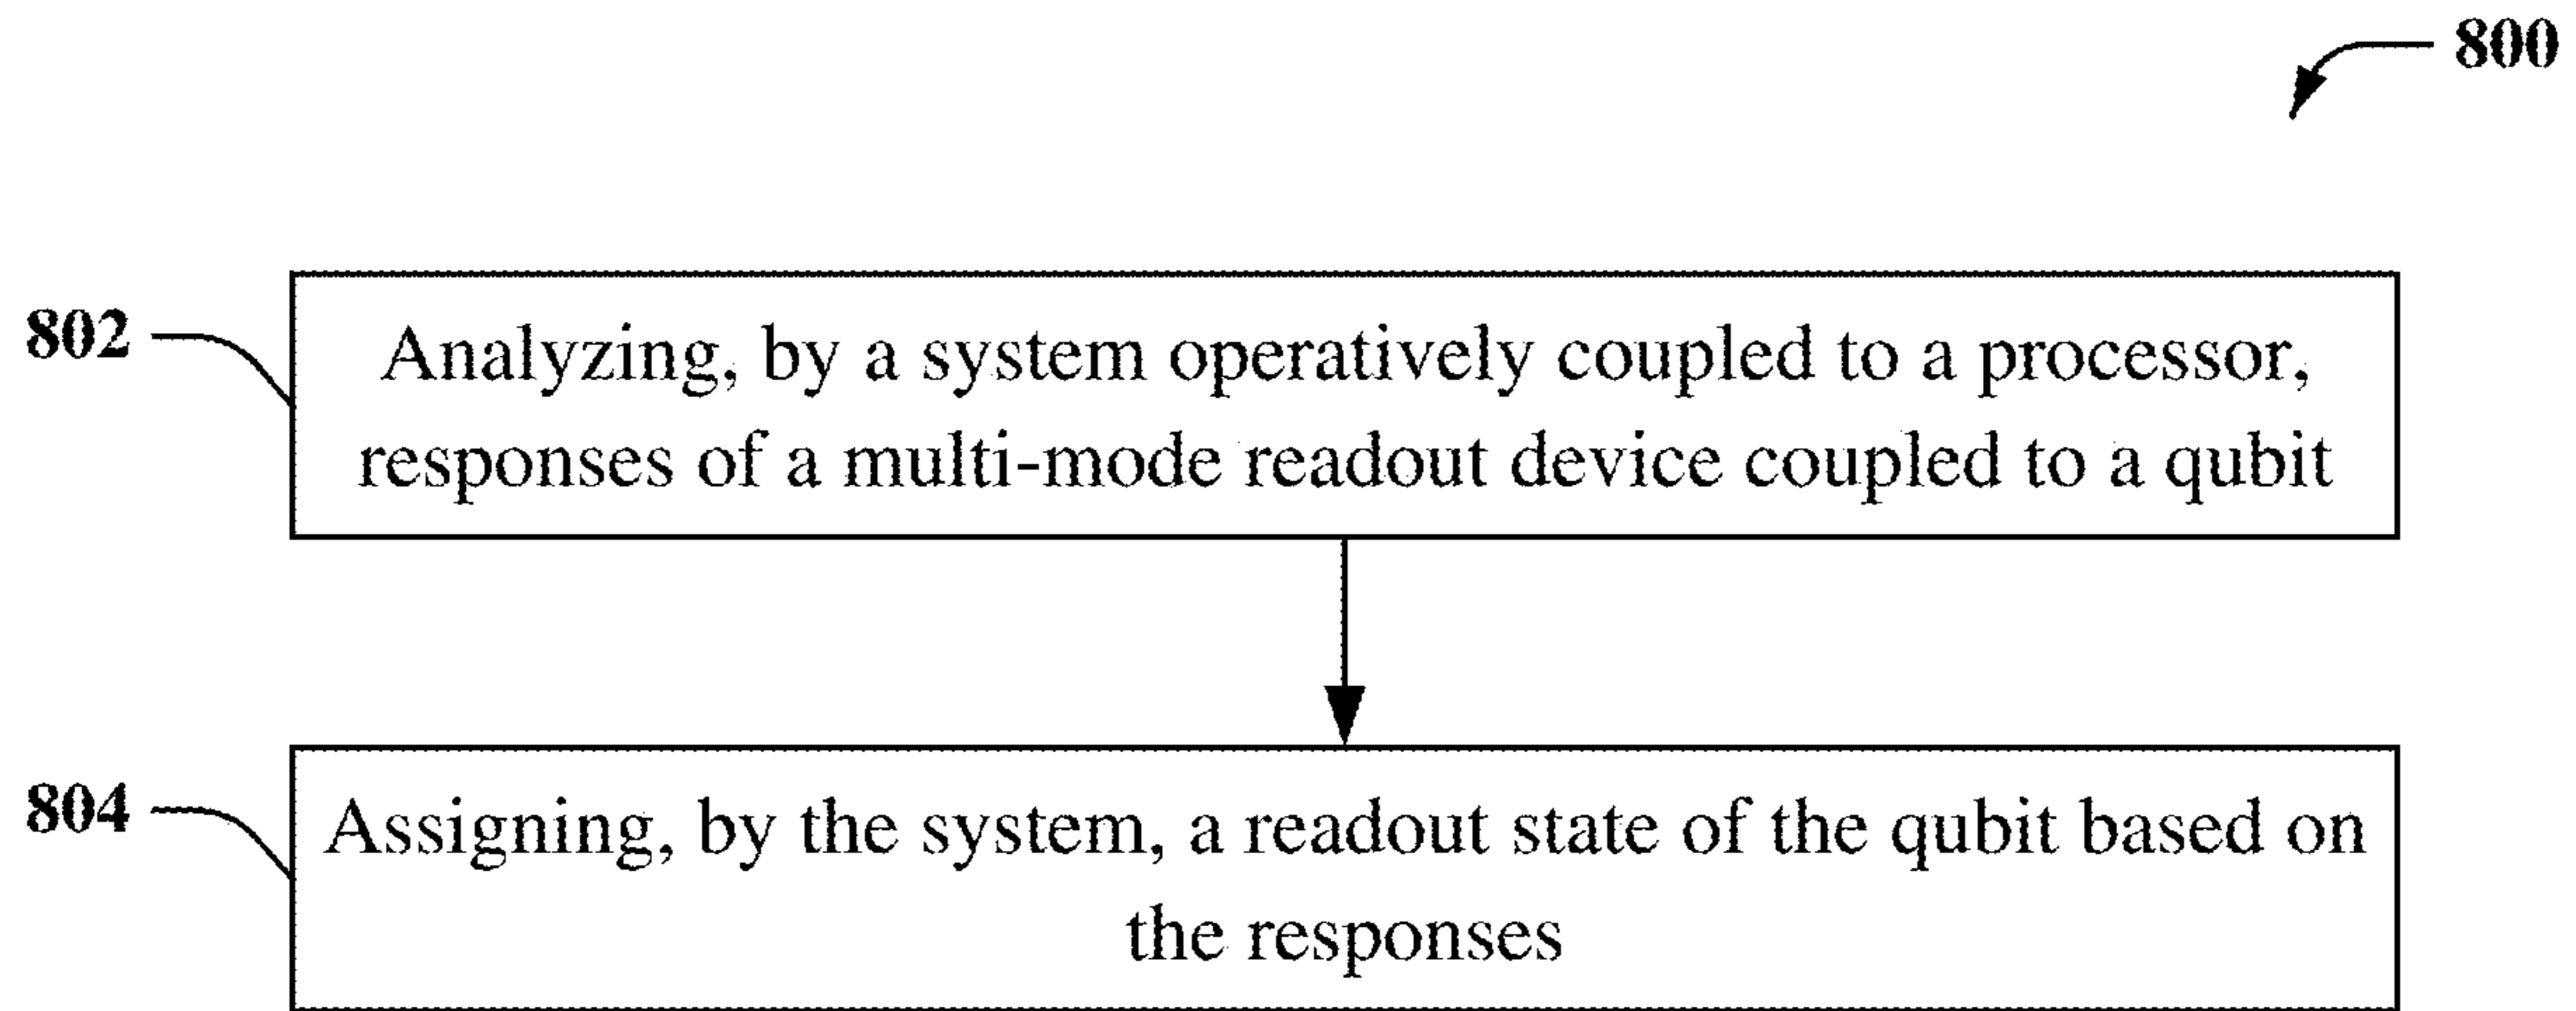 800
802
Analyzing, by a system operatively coupled to a processor,
responses of a multi-mode readout device coupled to a qubit
804
Assigning, by the system, a readout state of the qubit based on
the responses